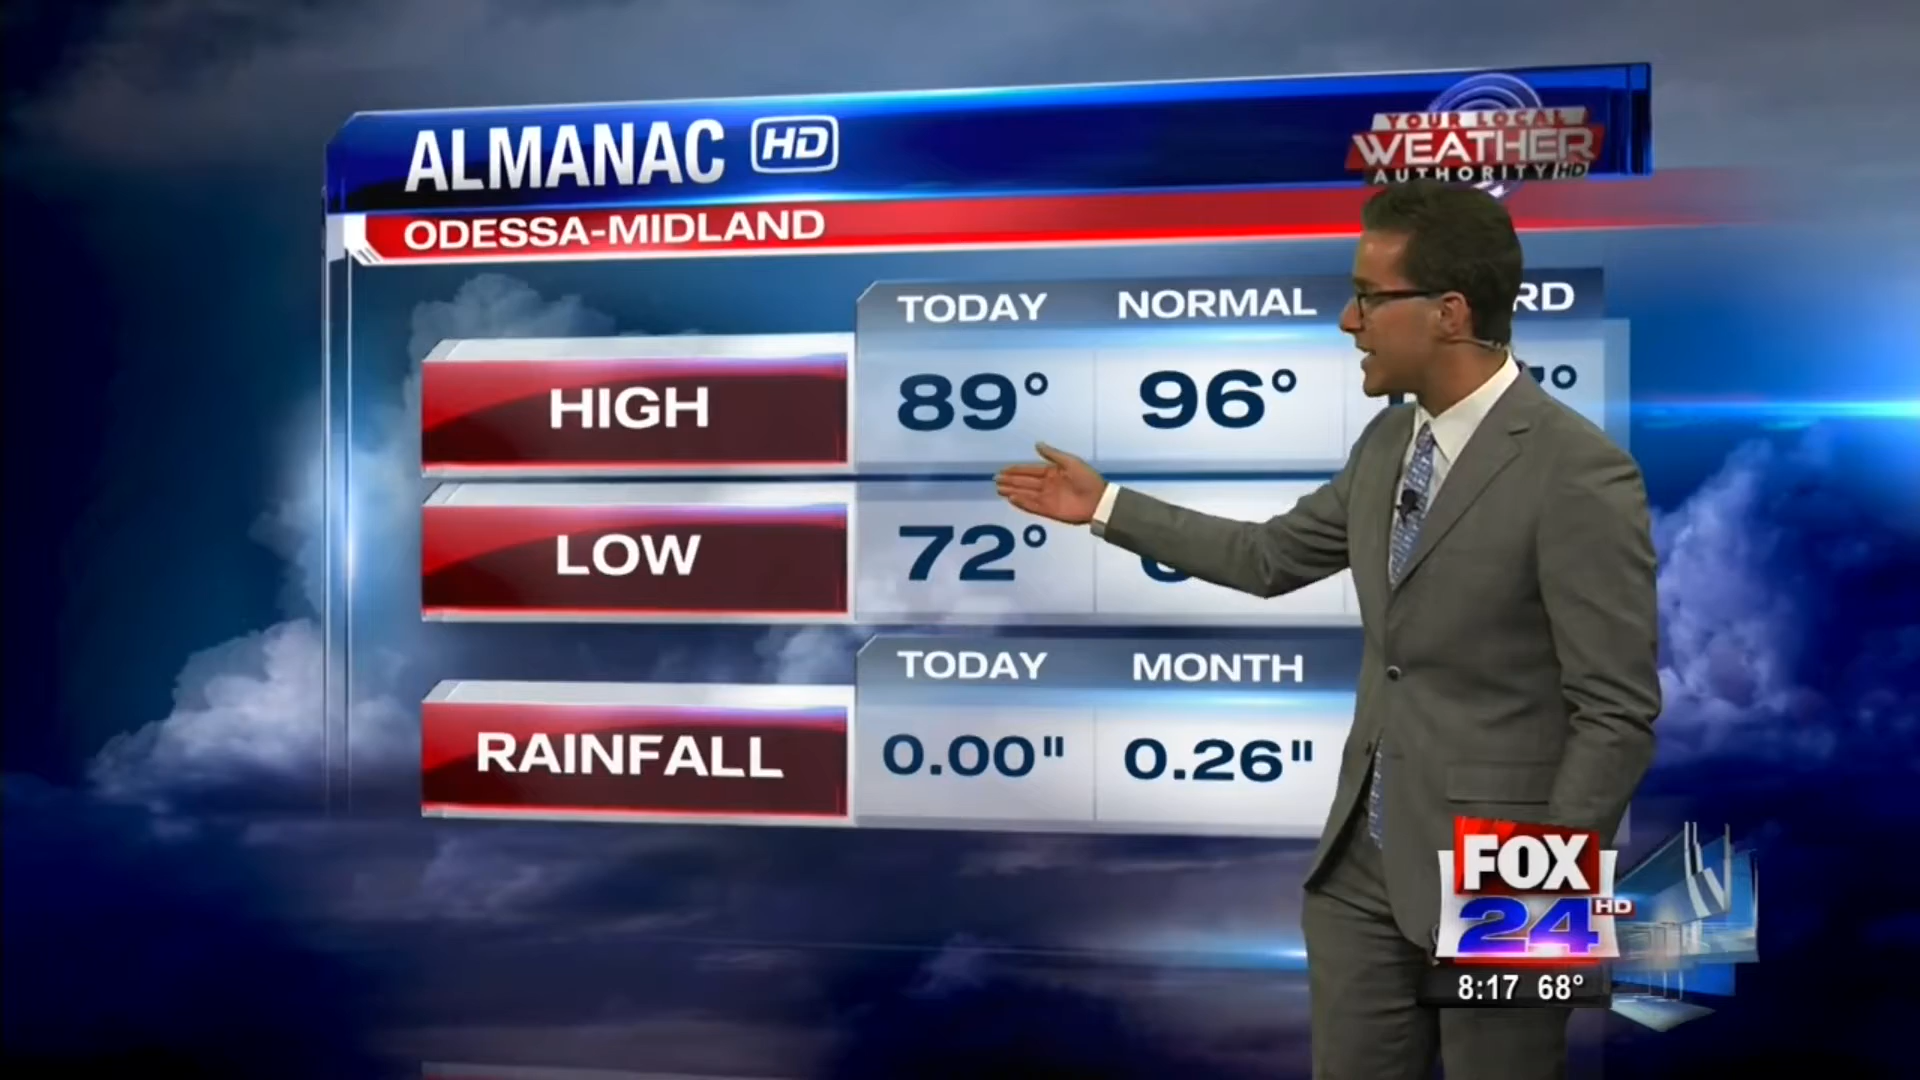 ALMANAC HD
YOUR LOCAL
WEATHER
AUTHORITY HD
ODESSA-MIDLAND
TODAY NORMAL
HIGH 89° 96°
LOW 72°
TODAY MONTH
RAINFALL 0.00" 0.26"
FOX
24 HD
8:17 68°